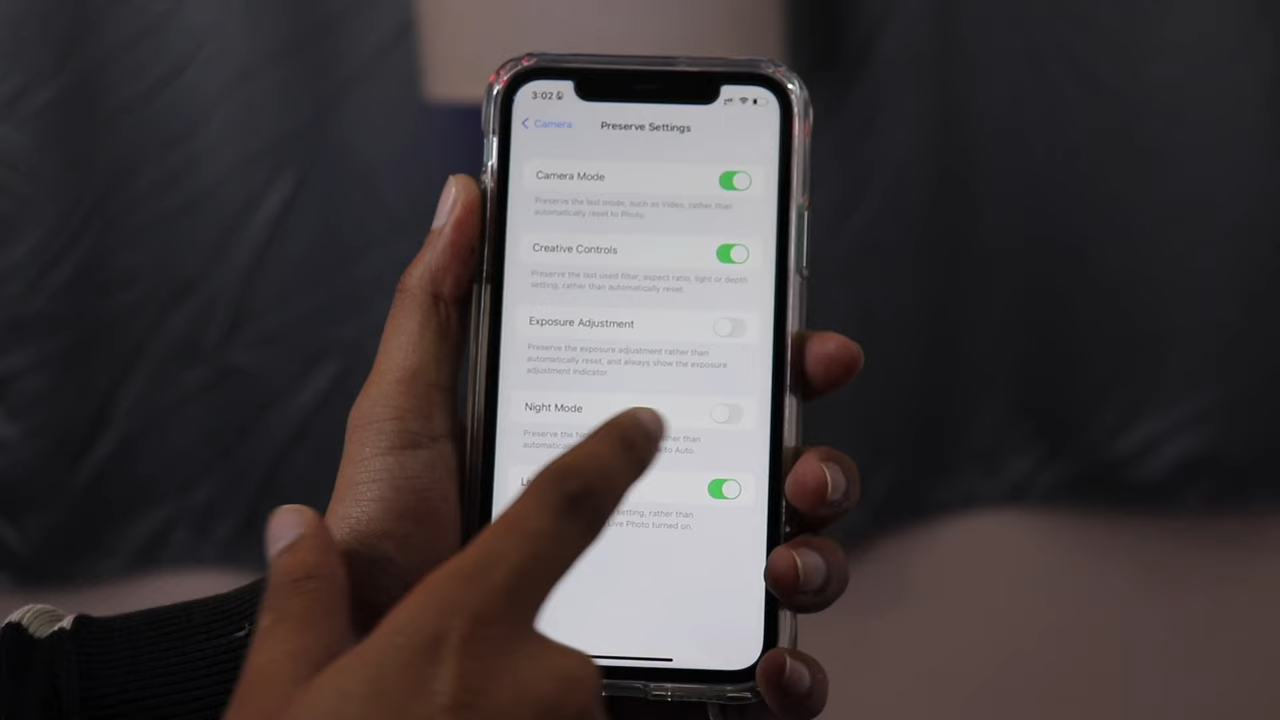 3:02
Camera
Preserve Settings
Camera Mode
Preserve the last mode, such as Video, rather than
automatically reset to Photo.
Creative Controls
Preserve the last used filter, aspect ratio, light or depth
setting, rather than automatically reset.
Exposure Adjustment
Preserve the exposure adjustment rather than
automatically reset, and always show the exposure
adjustment indicator.
Night Mode
Preserve the rather than
to Auto.
setting, rather than
Live Photo turned on.